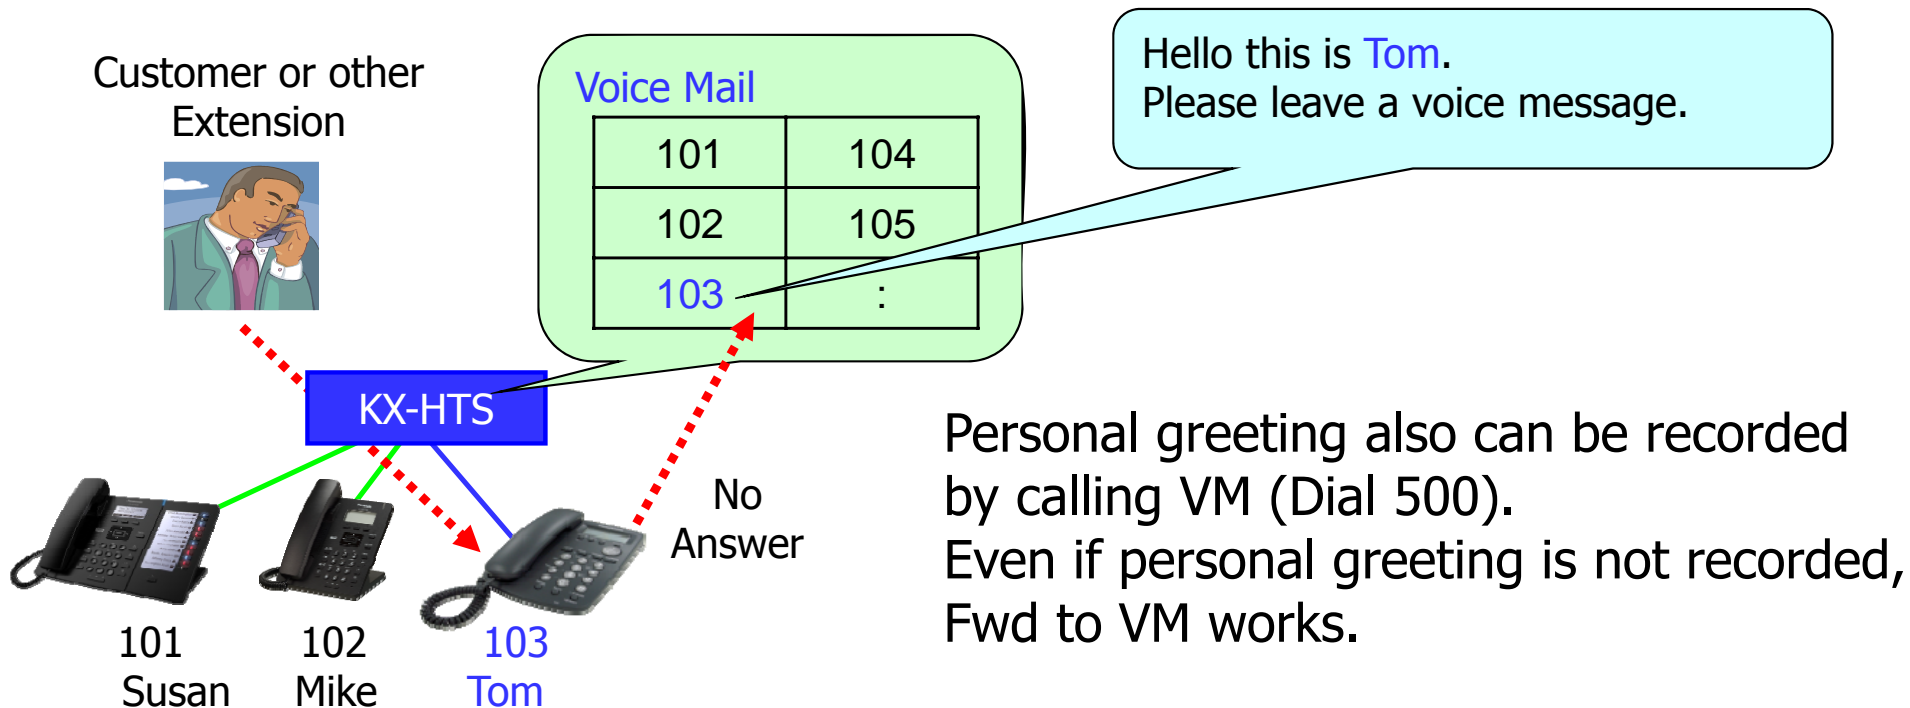 Customer or other
Extension
Voice Mail
101 104
102 105
103 :
Hello this is Tom.
Please leave a voice message.
KX-HTS
No
Answer
101
Susan
102
Mike
103
Tom
Personal greeting also can be recorded
by calling VM (Dial 500).
Even if personal greeting is not recorded,
Fwd to VM works.